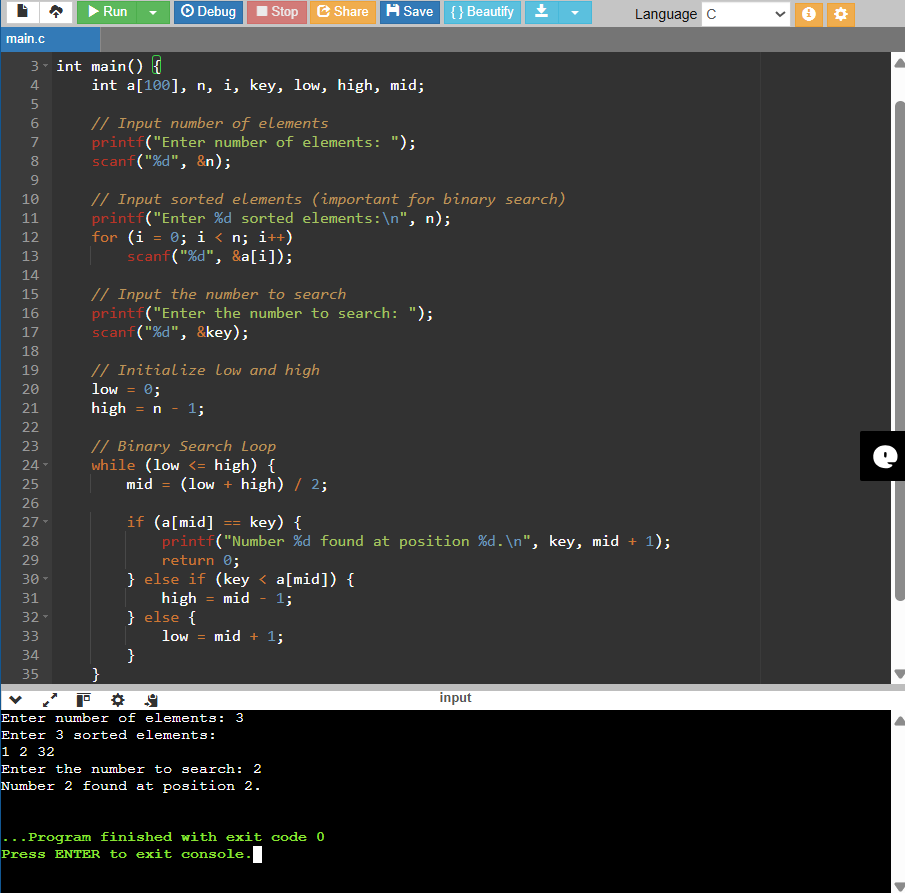 Run Debug Stop Share Save { } Beautify Language C
main.c
3 int main() {
4     int a[100], n, i, key, low, high, mid;
5
6     // Input number of elements
7     printf("Enter number of elements: ");
8     scanf("%d", &n);
9
10     // Input sorted elements (important for binary search)
11     printf("Enter %d sorted elements:\n", n);
12     for (i = 0; i < n; i++)
13         scanf("%d", &a[i]);
14
15     // Input the number to search
16     printf("Enter the number to search: ");
17     scanf("%d", &key);
18
19     // Initialize low and high
20     low = 0;
21     high = n - 1;
22
23     // Binary Search Loop
24     while (low <= high) {
25         mid = (low + high) / 2;
26
27         if (a[mid] == key) {
28             printf("Number %d found at position %d.\n", key, mid + 1);
29             return 0;
30         } else if (key < a[mid]) {
31             high = mid - 1;
32         } else {
33             low = mid + 1;
34         }
35     }
input
Enter number of elements: 3
Enter 3 sorted elements:
1 2 32
Enter the number to search: 2
Number 2 found at position 2.
...Program finished with exit code 0
Press ENTER to exit console.